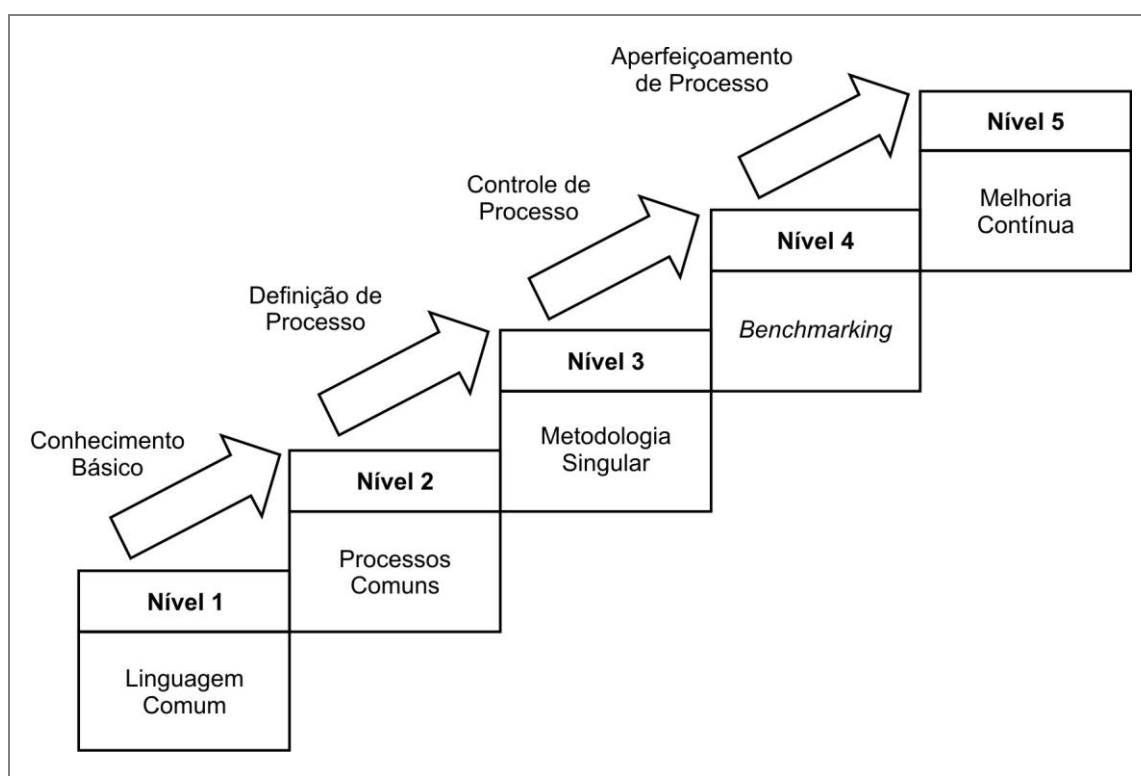 Aperfeiçoamento
de Processo
Nível 5
Melhoria
Contínua
Controle de
Processo
Nível 4
Benchmarking
Definição de
Processo
Nível 3
Metodologia
Singular
Conhecimento
Básico
Nível 2
Processos
Comuns
Nível 1
Linguagem
Comum